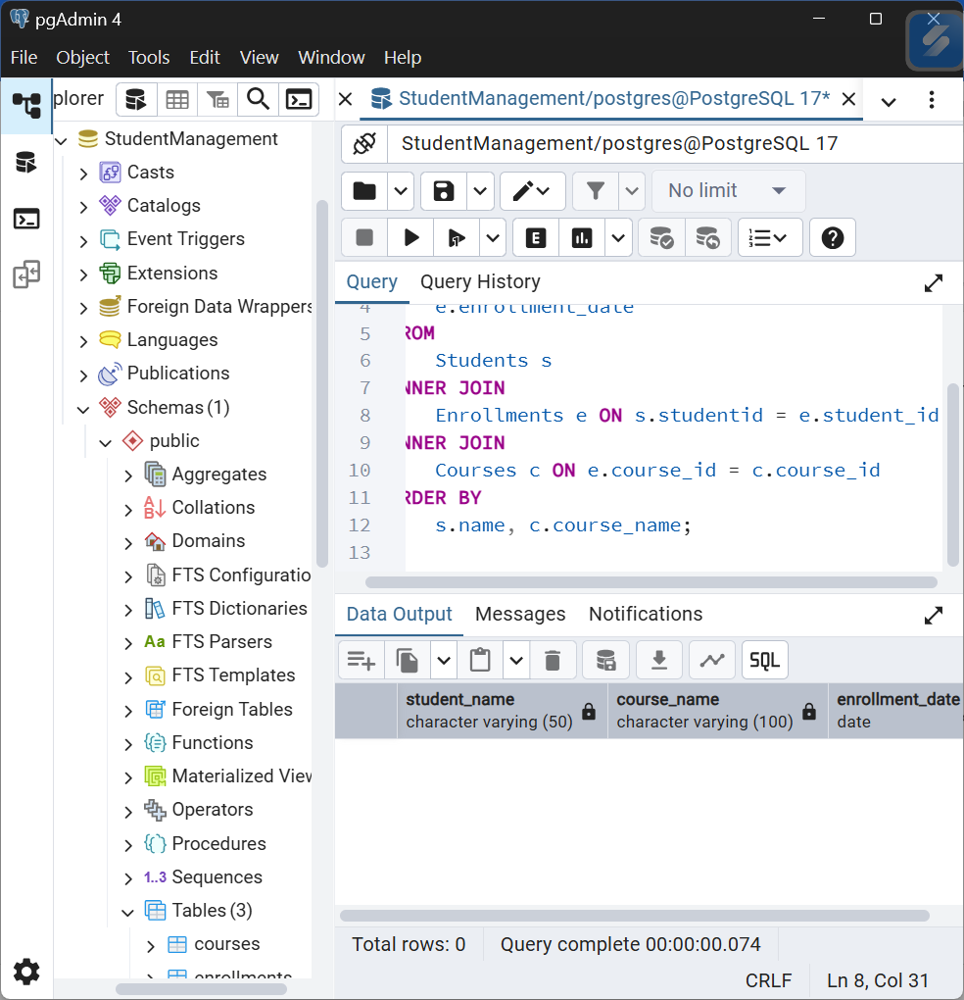 pgAdmin 4
File Object Tools Edit View Window Help
plorer
StudentManagement/postgres@PostgreSQL 17*
StudentManagement
Casts
Catalogs
Event Triggers
Extensions
Foreign Data Wrappers
Languages
Publications
Schemas (1)
public
Aggregates
Collations
Domains
FTS Configuratio
FTS Dictionaries
Aa FTS Parsers
FTS Templates
Foreign Tables
Functions
Materialized View
Operators
Procedures
1..3 Sequences
Tables (3)
courses
enrollments
StudentManagement/postgres@PostgreSQL 17
No limit
Query Query History
4 e.enrollment_date
5 ROM
6 Students s
7 NNER JOIN
8 Enrollments e ON s.studentid = e.student_id
9 NNER JOIN
10 Courses c ON e.course_id = c.course_id
11 RDER BY
12 s.name, c.course_name;
13
Data Output Messages Notifications
SQL
student_name course_name enrollment_date
character varying (50) character varying (100) date
Total rows: 0 Query complete 00:00:00.074
CRLF Ln 8, Col 31